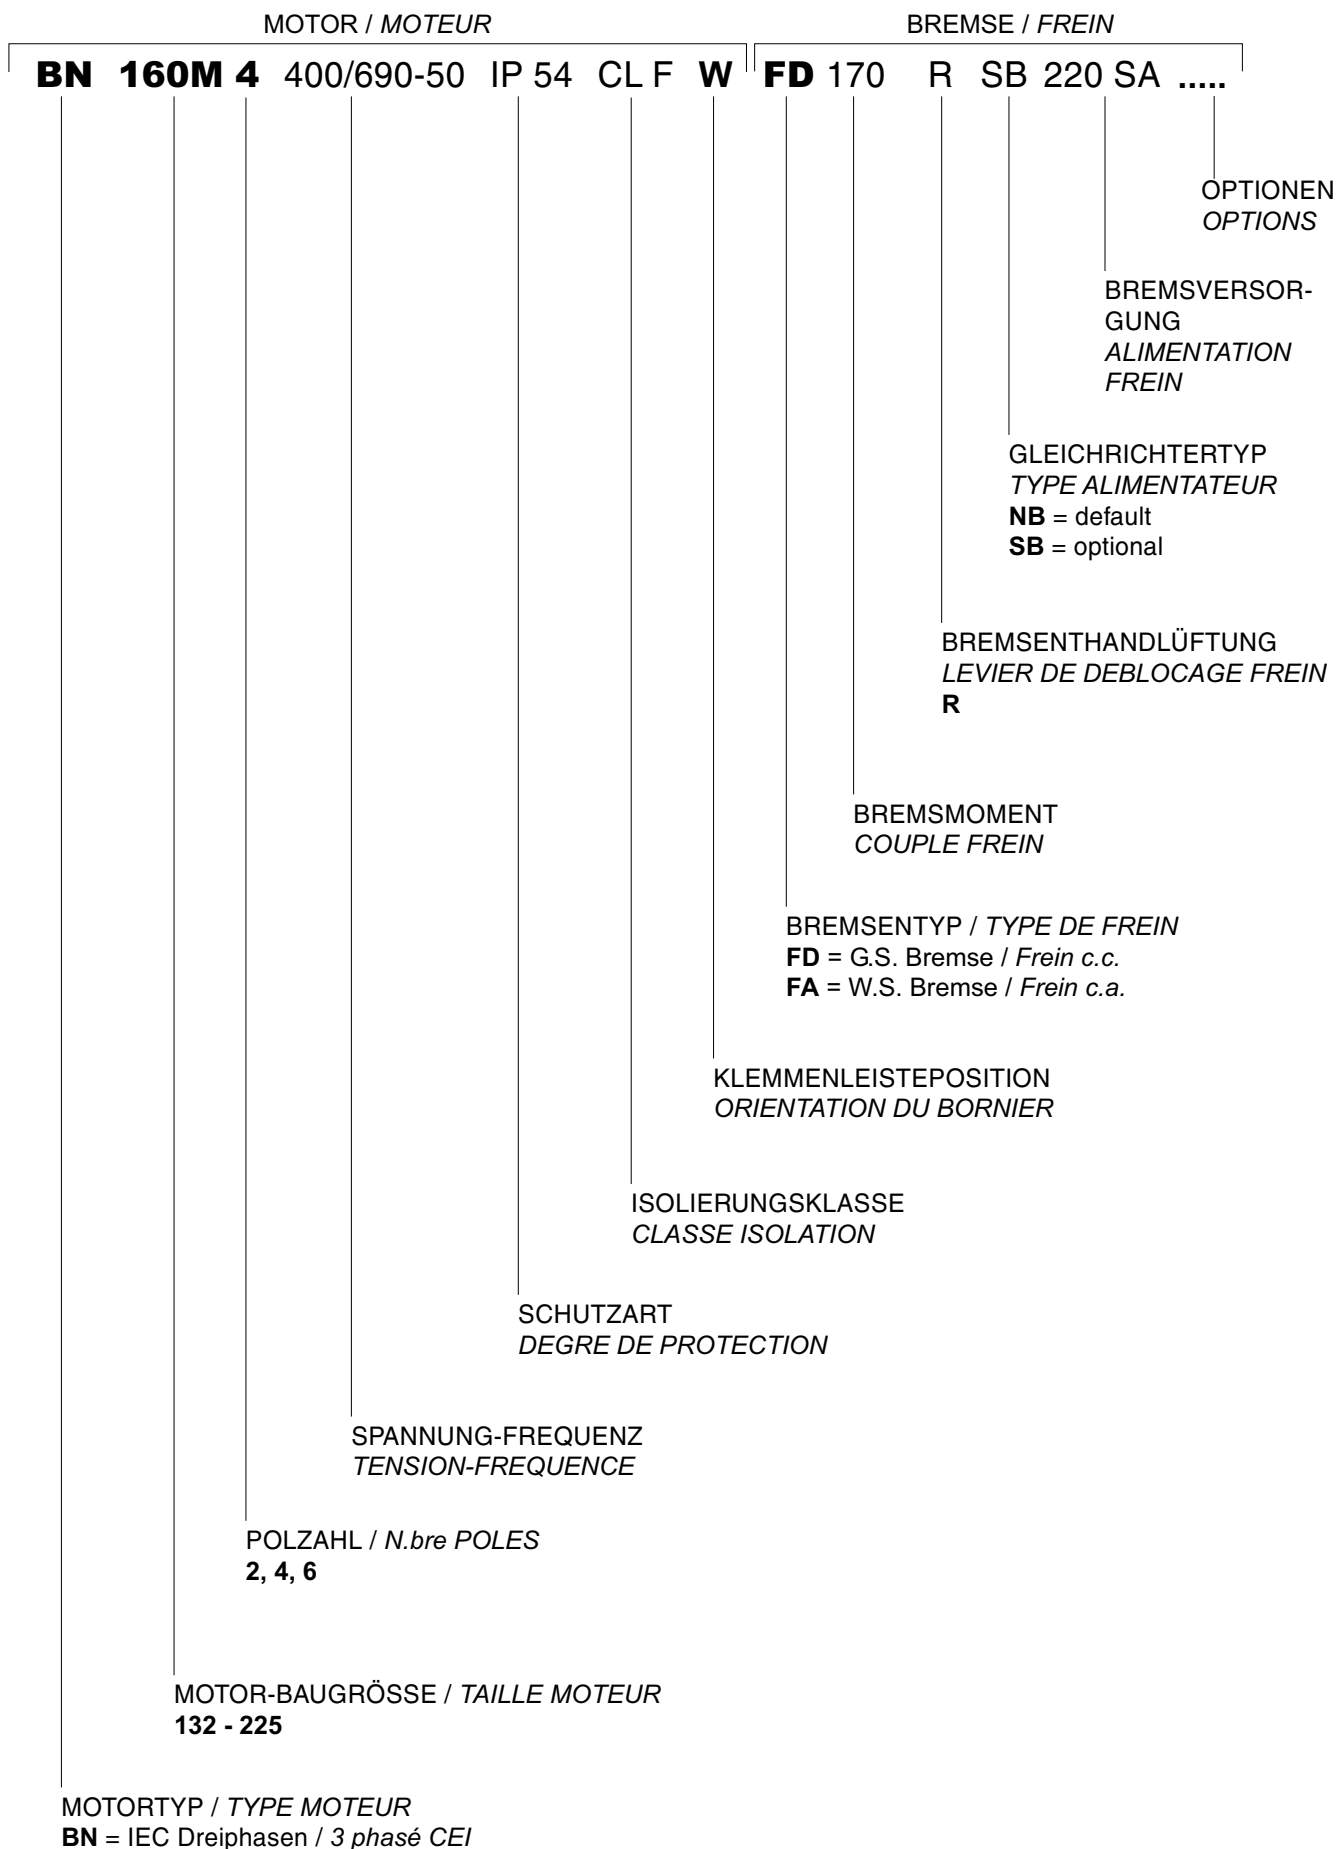 MOTOR / MOTEUR
BREMSE / FREIN
BN 160M 4 400/690-50 IP 54 CL F W FD 170 R SB 220 SA .....
OPTIONEN
OPTIONS
BREMSVERSOR-
GUNG
ALIMENTATION
FREIN
GLEICHRICHTERTYP
TYPE ALIMENTATEUR
NB = default
SB = optional
BREMSENTHANDLÜFTUNG
LEVIER DE DEBLOCAGE FREIN
R
BREMSMOMENT
COUPLE FREIN
BREMSENTYP / TYPE DE FREIN
FD = G.S. Bremse / Frein c.c.
FA = W.S. Bremse / Frein c.a.
KLEMMENLEISTEPOSITION
ORIENTATION DU BORNIER
ISOLIERUNGSKLASSE
CLASSE ISOLATION
SCHUTZART
DEGRE DE PROTECTION
SPANNUNG-FREQUENZ
TENSION-FREQUENCE
POLZAHL / N.bre POLES
2, 4, 6
MOTOR-BAUGRÖSSE / TAILLE MOTEUR
132 - 225
MOTORTYP / TYPE MOTEUR
BN = IEC Dreiphasen / 3 phasé CEI